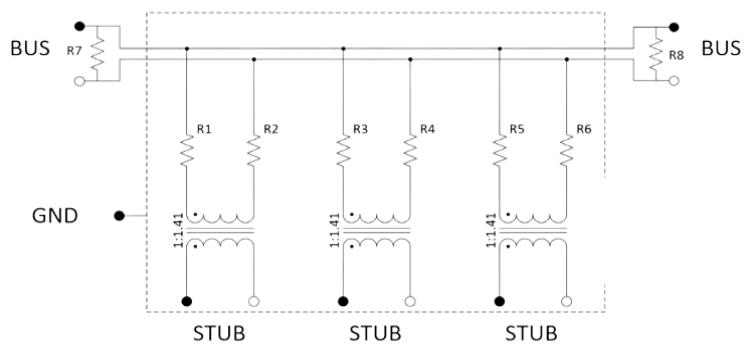 BUS
R7
R8
BUS
R1
R2
R3
R4
R5
R6
GND
1:1.41
1:1.41
1:1.41
STUB
STUB
STUB